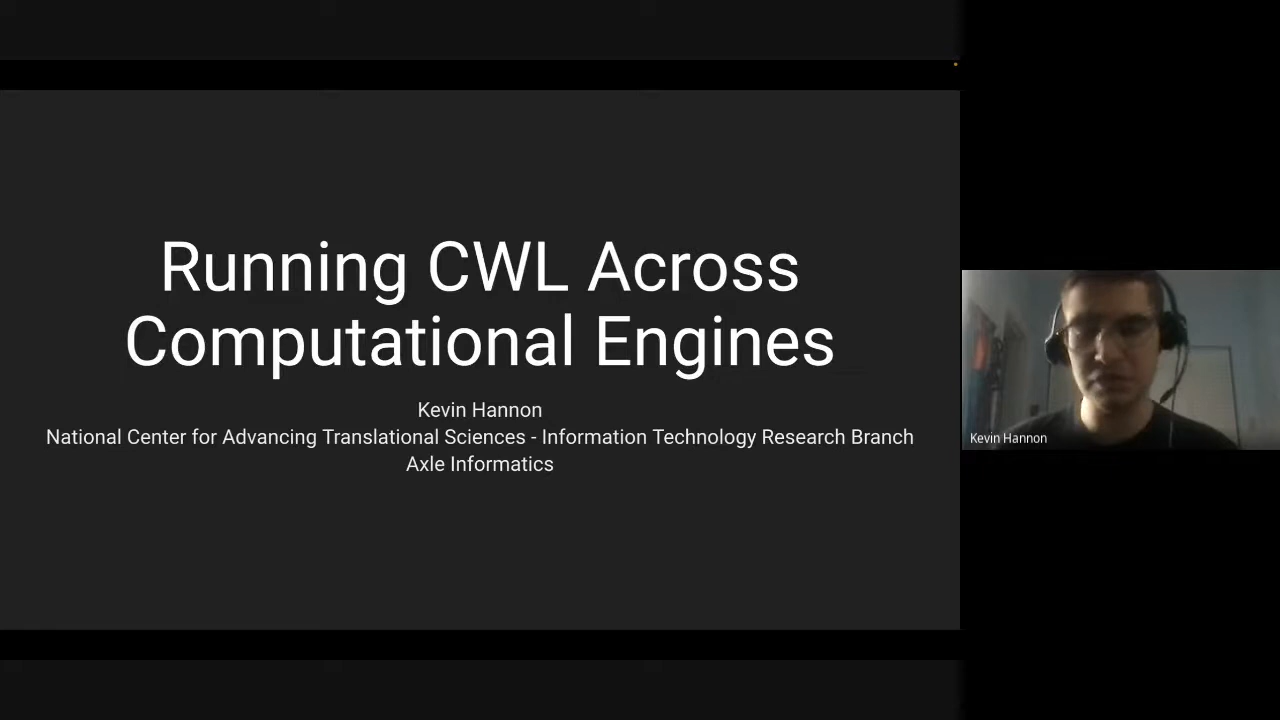 Running CWL Across
Computational Engines
Kevin Hannon
National Center for Advancing Translational Sciences - Information Technology Research Branch
Axle Informatics
Kevin Hannon